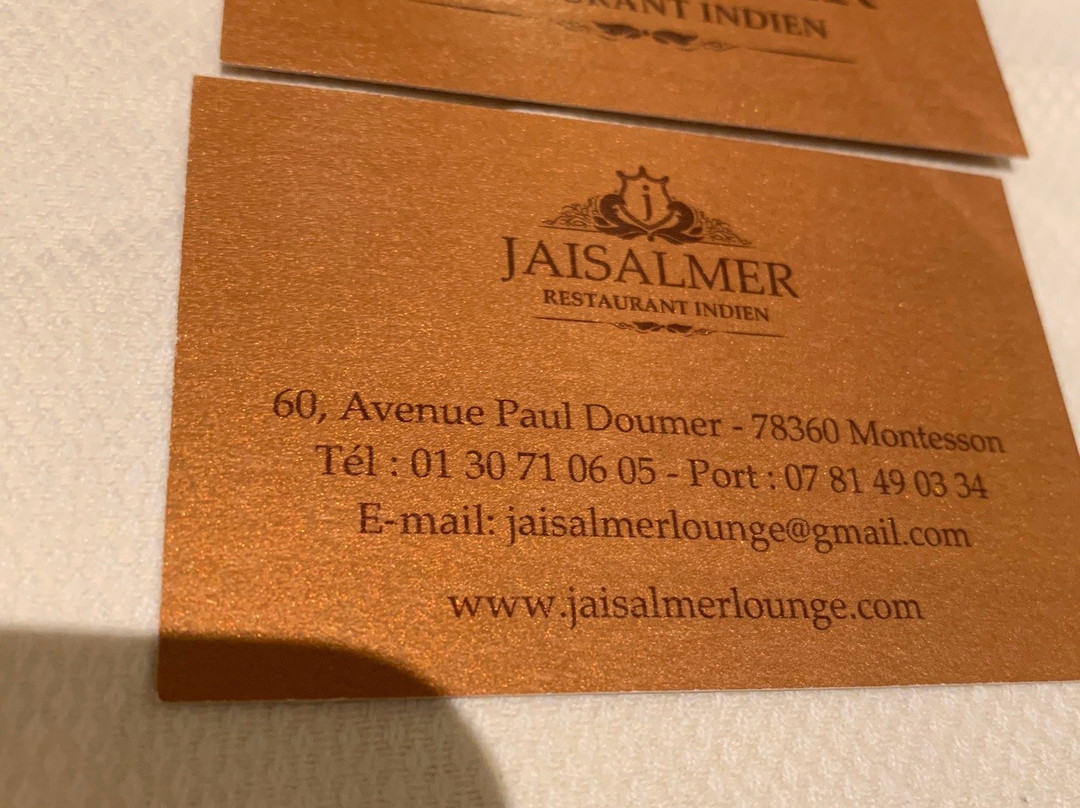 RESTAURANT INDIEN
j
JAISALMER
RESTAURANT INDIEN
60, Avenue Paul Doumer - 78360 Montesson
Tél : 01 30 71 06 05 - Port : 07 81 49 03 34
E-mail: jaisalmerlounge@gmail.com
www.jaisalmerlounge.com